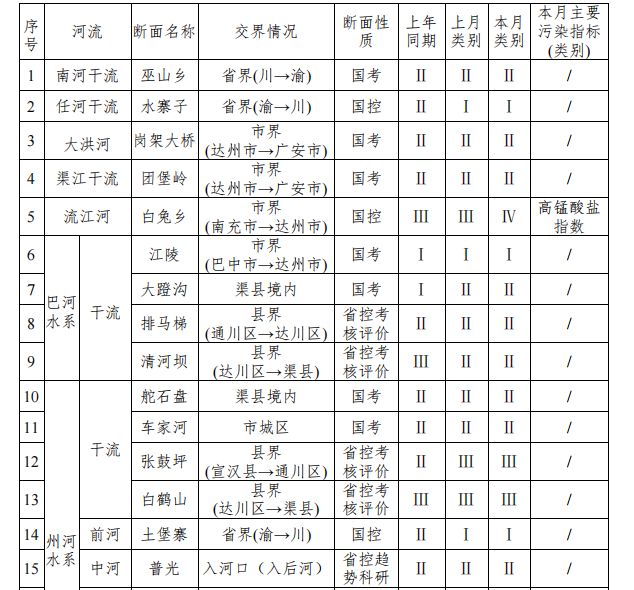 序号 河流 断面名称 交界情况 断面性质 上年同期 上月类别 本月类别 本月主要污染指标(类别)
1 南河干流 巫山乡 省界(川→渝) 国考 Ⅱ Ⅱ Ⅱ /
2 任河干流 水寨子 省界(渝→川) 国控 Ⅱ Ⅰ Ⅰ /
3 大洪河 岗架大桥 市界(达州市→广安市) 国考 Ⅱ Ⅱ Ⅱ /
4 渠江干流 团堡岭 市界(达州市→广安市) 国考 Ⅱ Ⅱ Ⅱ /
5 流江河 白兔乡 市界(南充市→达州市) 国控 Ⅲ Ⅲ Ⅳ 高锰酸盐指数
6 巴河水系 干流 江陵 市界(巴中市→达州市) 国考 Ⅰ Ⅰ Ⅰ /
7 大蹬沟 渠县境内 国考 Ⅰ Ⅱ Ⅱ /
8 排马梯 县界(通川区→达川区) 省控考核评价 Ⅱ Ⅱ Ⅱ /
9 清河坝 县界(达川区→渠县) 省控考核评价 Ⅲ Ⅱ Ⅱ /
10 州河水系 干流 舵石盘 渠县境内 国考 Ⅱ Ⅱ Ⅱ /
11 车家河 市城区 国考 Ⅱ Ⅱ Ⅱ /
12 张鼓坪 县界(宣汉县→通川区) 省控考核评价 Ⅱ Ⅲ Ⅲ /
13 白鹤山 县界(达川区→渠县) 省控考核评价 Ⅲ Ⅲ Ⅲ /
14 前河 土堡寨 省界(渝→川) 国控 Ⅱ Ⅰ Ⅰ /
15 中河 普光 入河口（入后河） 省控趋势科研 Ⅱ Ⅱ Ⅱ /